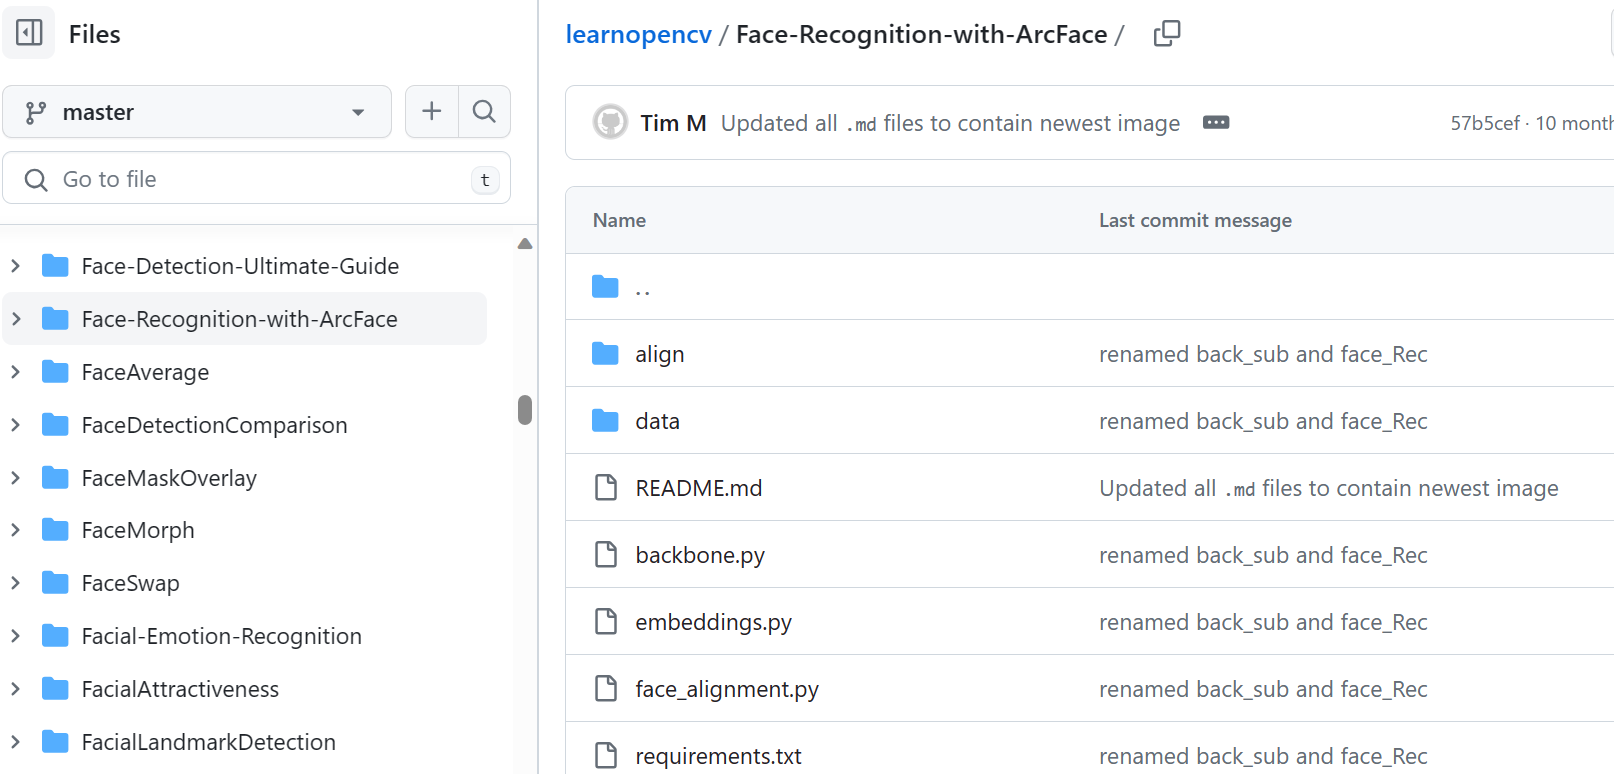 Files
master
Go to file
t
Face-Detection-Ultimate-Guide
Face-Recognition-with-ArcFace
FaceAverage
FaceDetectionComparison
FaceMaskOverlay
FaceMorph
FaceSwap
Facial-Emotion-Recognition
FacialAttractiveness
FacialLandmarkDetection
learnopencv / Face-Recognition-with-ArcFace /
Tim M Updated all .md files to contain newest image
57b5cef · 10 month
Name Last commit message
..
align renamed back_sub and face_Rec
data renamed back_sub and face_Rec
README.md Updated all .md files to contain newest image
backbone.py renamed back_sub and face_Rec
embeddings.py renamed back_sub and face_Rec
face_alignment.py renamed back_sub and face_Rec
requirements.txt renamed back_sub and face_Rec